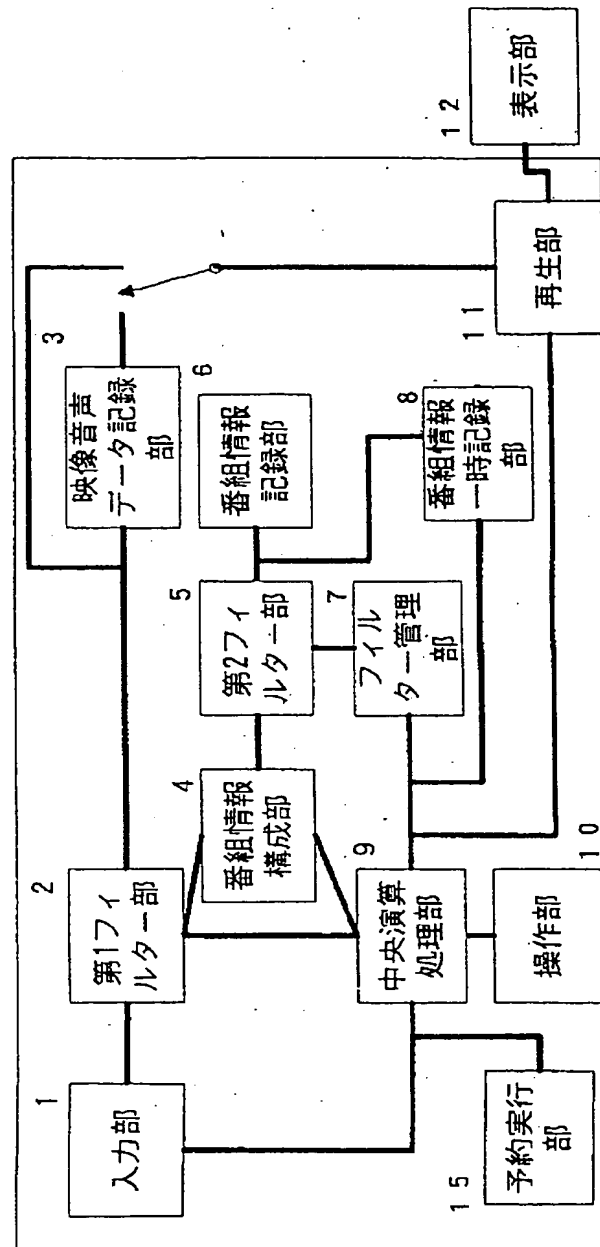 1
入力部
2
第1フィ
ルター部
3
映像音声
データ記録
部
4
番組情報
構成部
5
第2フィ
ルター部
6
番組情報
記録部
7
フィル
ター管理
部
8
番組情報
一時記録
部
9
中央演算
処理部
10
操作部
11
再生部
12
表示部
15
予約実行
部